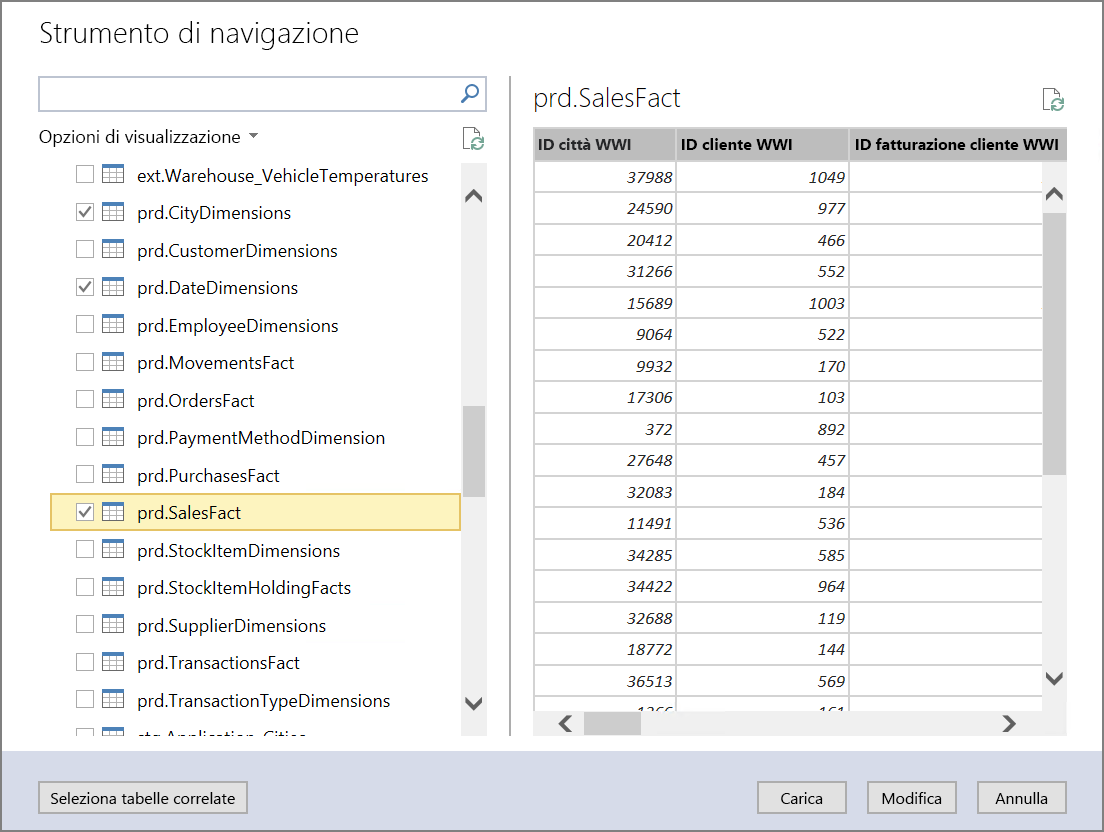 Strumento di navigazione
Opzioni di visualizzazione
ext.Warehouse_VehicleTemperatures
prd.CityDimensions
prd.CustomerDimensions
prd.DateDimensions
prd.EmployeeDimensions
prd.MovementsFact
prd.OrdersFact
prd.PaymentMethodDimension
prd.PurchasesFact
prd.SalesFact
prd.StockItemDimensions
prd.StockItemHoldingFacts
prd.SupplierDimensions
prd.TransactionsFact
prd.TransactionTypeDimensions
prd.SalesFact
ID città WWI ID cliente WWI ID fatturazione cliente WWI
37988 1049
24590 977
20412 466
31266 552
15689 1003
9064 522
9932 170
17306 103
372 892
27648 457
32083 184
11491 536
34285 585
34422 964
32688 119
18772 144
36513 569
Seleziona tabelle correlate
Carica
Modifica
Annulla